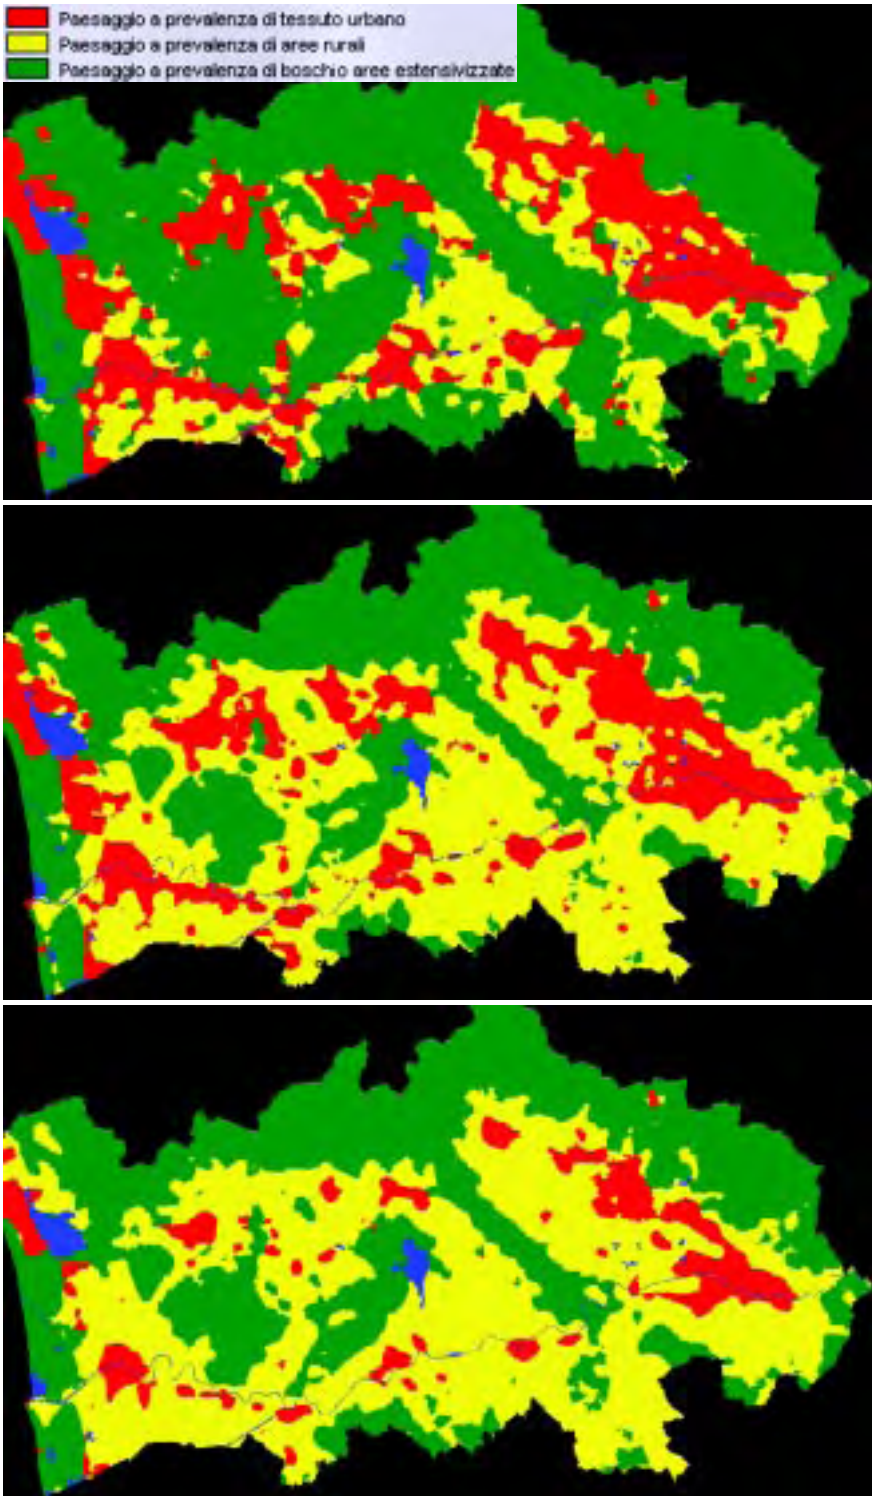 Paesaggio a prevalenza di tessuto urbano
Paesaggio a prevalenza di aree rurali
Paesaggio a prevalenza di boschio aree estensivizzate